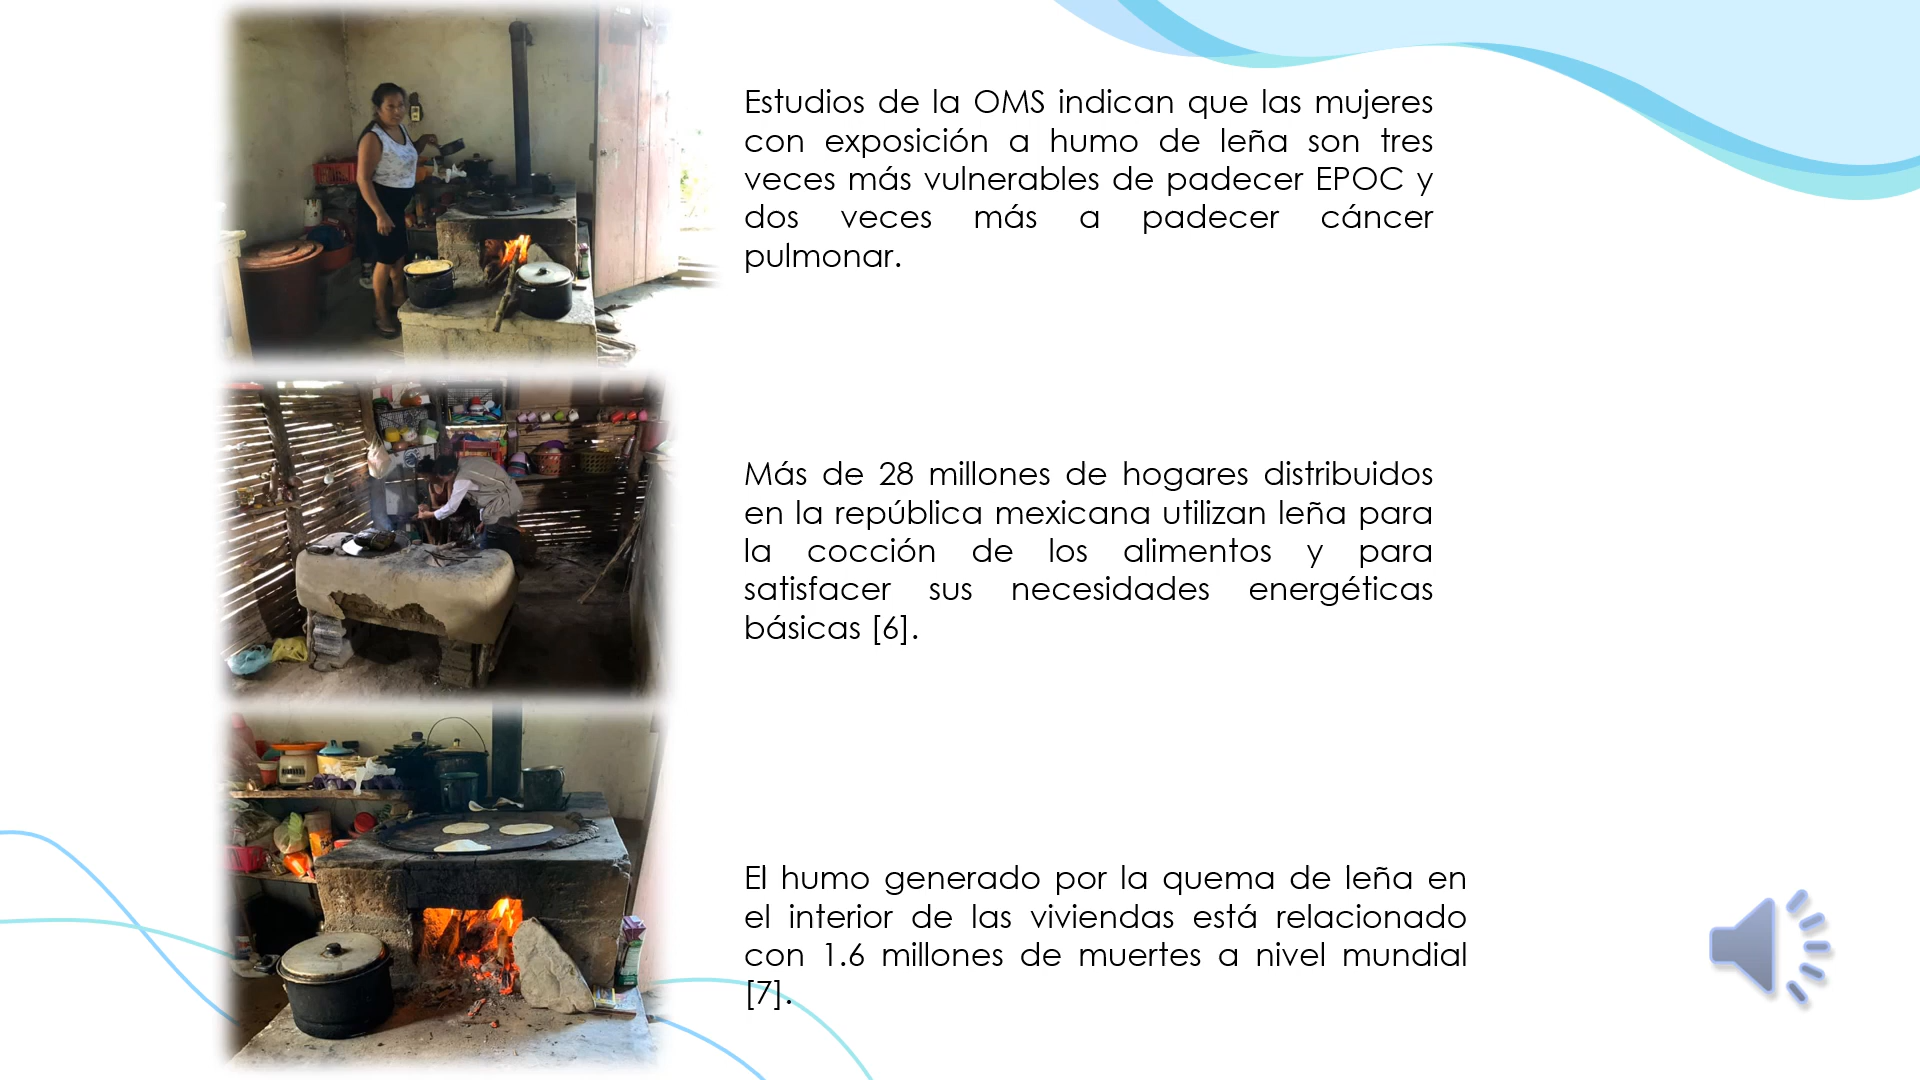 Estudios de la OMS indican que las mujeres
con exposición a humo de leña son tres
veces más vulnerables de padecer EPOC y
dos veces más a padecer cáncer
pulmonar.
Más de 28 millones de hogares distribuidos
en la república mexicana utilizan leña para
la cocción de los alimentos y para
satisfacer sus necesidades energéticas
básicas [6].
El humo generado por la quema de leña en
el interior de las viviendas está relacionado
con 1.6 millones de muertes a nivel mundial
[7].